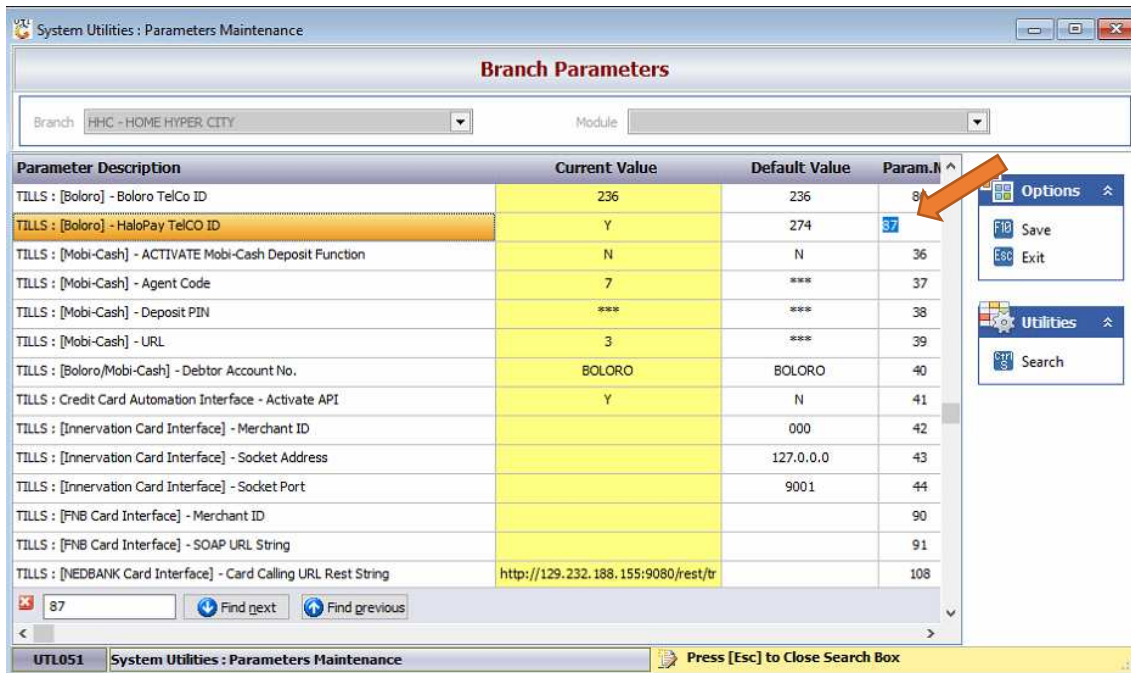 System Utilities : Parameters Maintenance
Branch Parameters
Branch HHC - HOME HYPER CITY Module
Parameter Description Current Value Default Value Param.N
TILLS : [Boloro] - Boloro TelCo ID 236 236
TILLS : [Boloro] - HaloPay TelCO ID Y 274 87
TILLS : [Mobi-Cash] - ACTIVATE Mobi-Cash Deposit Function N N 36
TILLS : [Mobi-Cash] - Agent Code 7 *** 37
TILLS : [Mobi-Cash] - Deposit PIN *** *** 38
TILLS : [Mobi-Cash] - URL 3 *** 39
TILLS : [Boloro/Mobi-Cash] - Debtor Account No. BOLORO BOLORO 40
TILLS : Credit Card Automation Interface - Activate API Y N 41
TILLS : [Innervation Card Interface] - Merchant ID 000 42
TILLS : [Innervation Card Interface] - Socket Address 127.0.0.0 43
TILLS : [Innervation Card Interface] - Socket Port 9001 44
TILLS : [FNB Card Interface] - Merchant ID 90
TILLS : [FNB Card Interface] - SOAP URL String 91
TILLS : [NEDBANK Card Interface] - Card Calling URL Rest String http://129.232.188.155:9080/rest/tr 108
87 Find next Find previous
Options
F10 Save
Esc Exit
Utilities
Ctrl S Search
UTL051 System Utilities : Parameters Maintenance Press [Esc] to Close Search Box